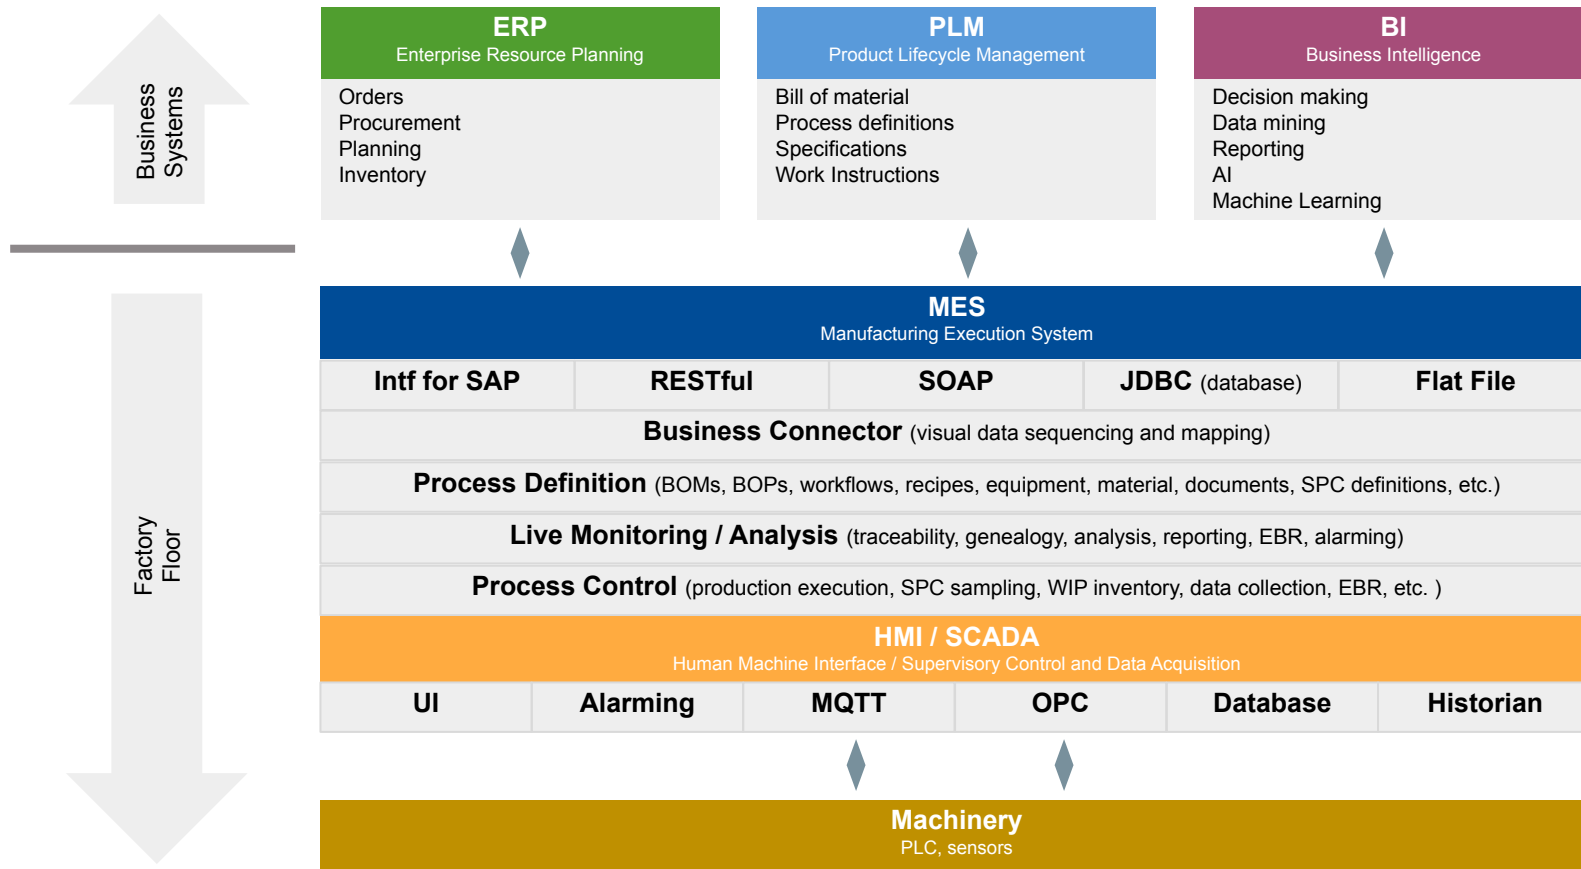 Business
Systems
ERP
Enterprise Resource Planning
Orders
Procurement
Planning
Inventory
PLM
Product Lifecycle Management
Bill of material
Process definitions
Specifications
Work Instructions
BI
Business Intelligence
Decision making
Data mining
Reporting
AI
Machine Learning
Factory
Floor
MES
Manufacturing Execution System
Intf for SAP
RESTful
SOAP
JDBC (database)
Flat File
Business Connector (visual data sequencing and mapping)
Process Definition (BOMs, BOPs, workflows, recipes, equipment, material, documents, SPC definitions, etc.)
Live Monitoring / Analysis (traceability, genealogy, analysis, reporting, EBR, alarming)
Process Control (production execution, SPC sampling, WIP inventory, data collection, EBR, etc. )
HMI / SCADA
Human Machine Interface / Supervisory Control and Data Acquisition
UI
Alarming
MQTT
OPC
Database
Historian
Machinery
PLC, sensors